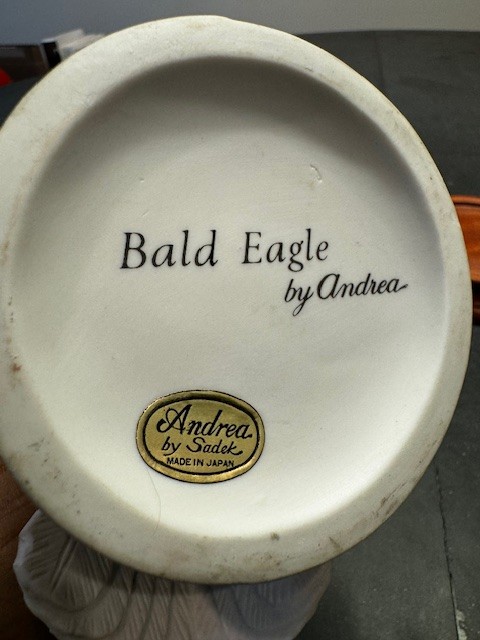 Bald Eagle
by Andrea
Andrea
by Sadek
MADE IN JAPAN